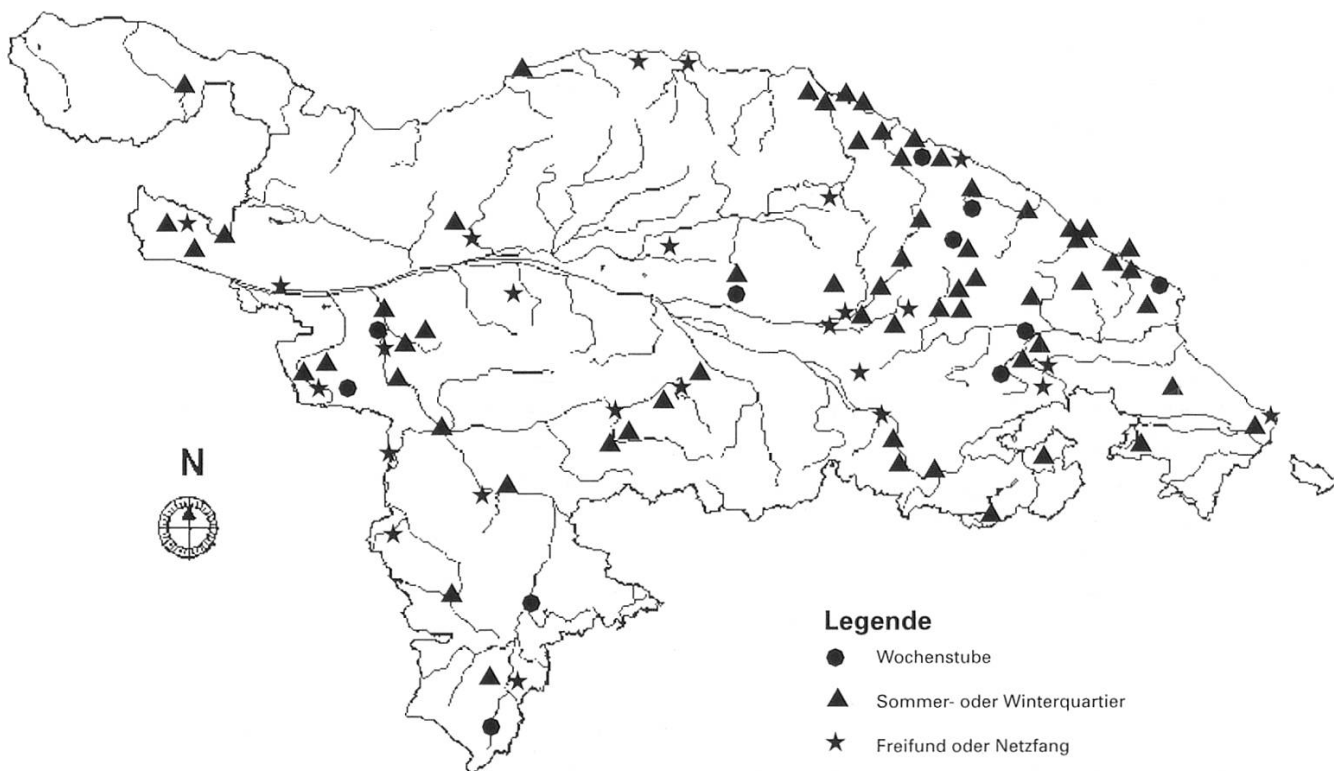 N
Legende
Wochenstube
Sommer- oder Winterquartier
Freifund oder Netzfang